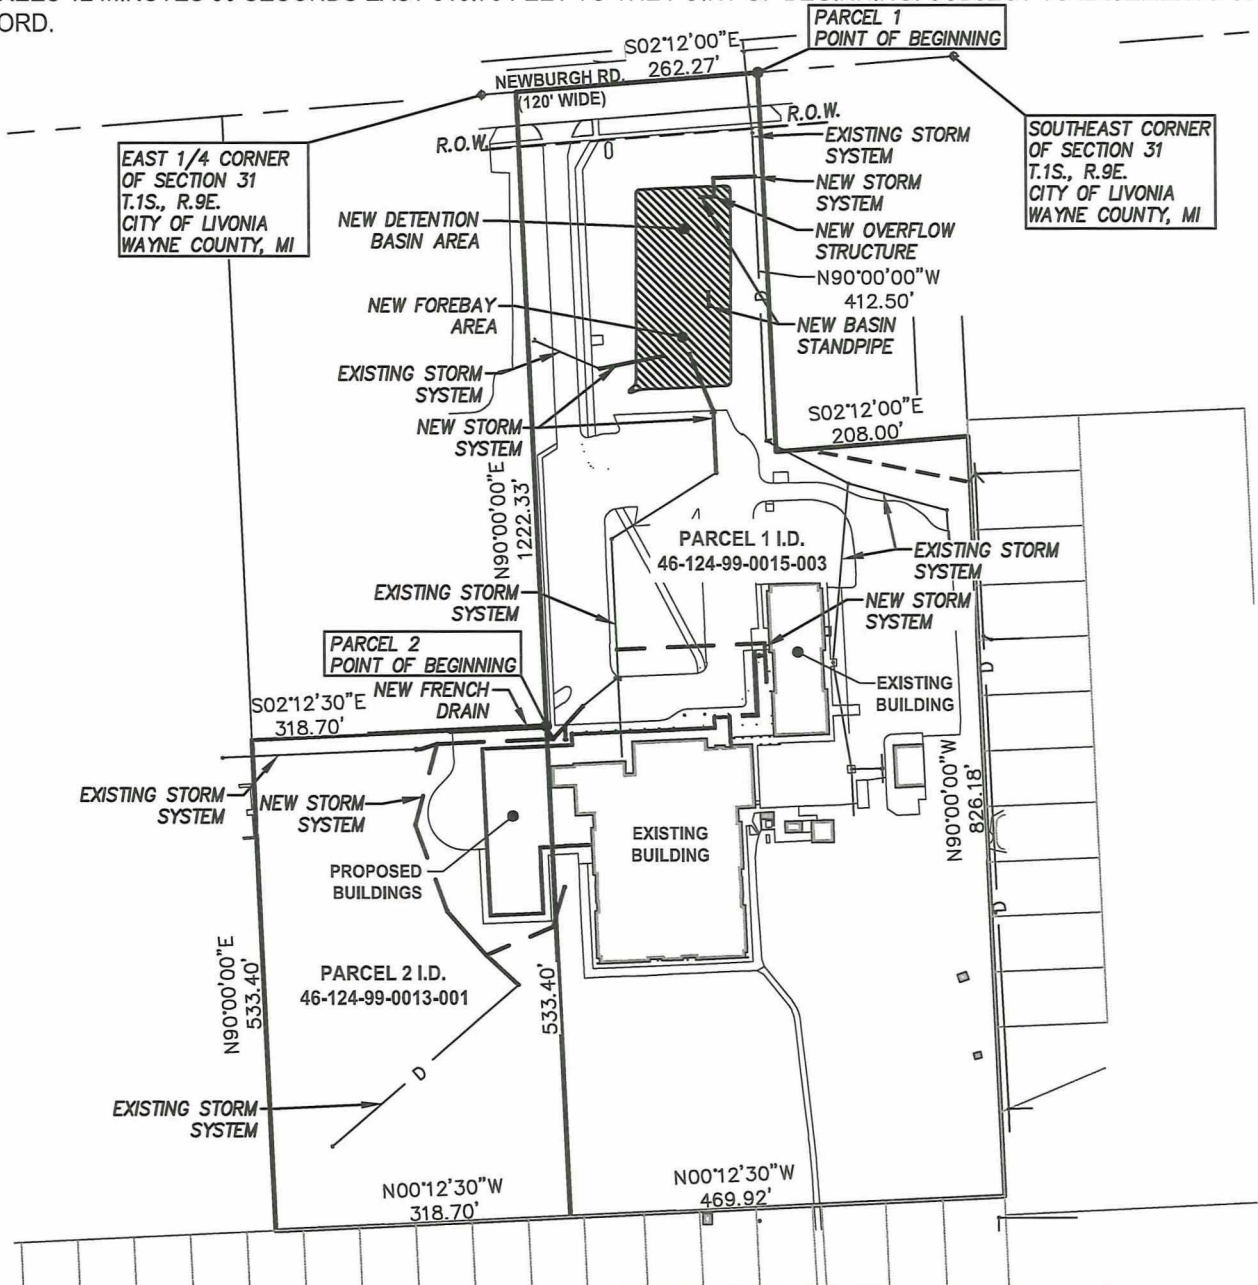 ORD.
PARCEL 1
POINT OF BEGINNING
S02°12'00"E
262.27'
NEWBURGH RD.
(120' WIDE)
R.O.W.
R.O.W.
EAST 1/4 CORNER
OF SECTION 31
T.1S., R.9E.
CITY OF LIVONIA
WAYNE COUNTY, MI
SOUTHEAST CORNER
OF SECTION 31
T.1S., R.9E.
CITY OF LIVONIA
WAYNE COUNTY, MI
EXISTING STORM
SYSTEM
NEW STORM
SYSTEM
NEW DETENTION
BASIN AREA
NEW OVERFLOW
STRUCTURE
N90°00'00"W
412.50'
D
NEW FOREBAY
AREA
NEW BASIN
STANDPIPE
EXISTING STORM
SYSTEM
NEW STORM
SYSTEM
S02°12'00"E
208.00'
N90°00'00"E
1222.33'
PARCEL 1 I.D.
46-124-99-0015-003
EXISTING STORM
SYSTEM
EXISTING STORM
SYSTEM
NEW STORM
SYSTEM
PARCEL 2
POINT OF BEGINNING
NEW FRENCH
DRAIN
EXISTING
BUILDING
D
S02°12'30"E
318.70'
EXISTING STORM
SYSTEM
NEW STORM
SYSTEM
N90°00'00"W
826.18'
EXISTING
BUILDING
PROPOSED
BUILDINGS
D
N90°00'00"E
533.40'
PARCEL 2 I.D.
46-124-99-0013-001
533.40'
D
EXISTING STORM
SYSTEM
N00°12'30"W
318.70'
N00°12'30"W
469.92'